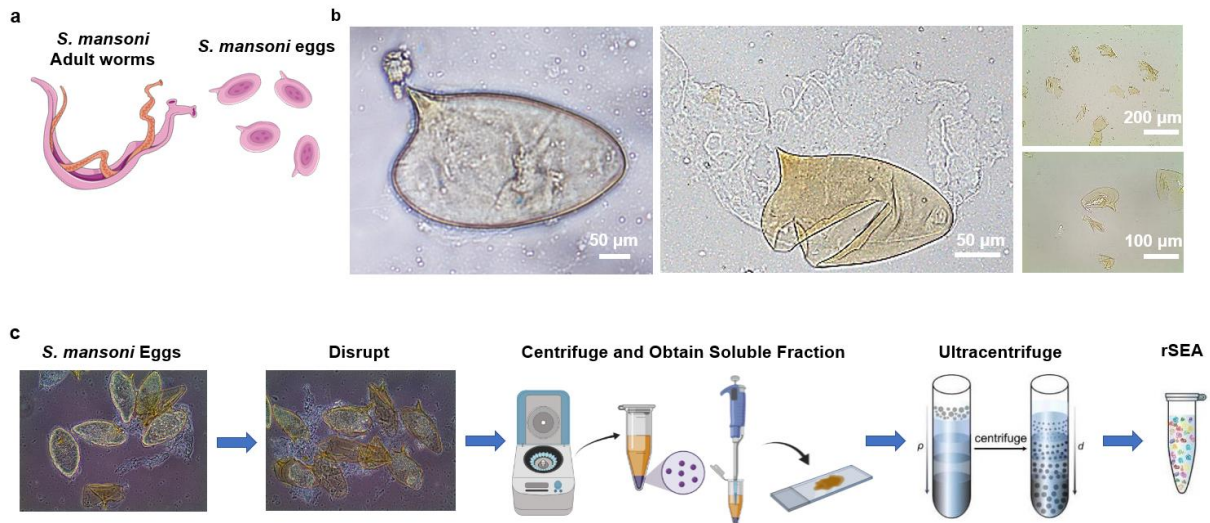 a
S. mansoni
Adult worms
S. mansoni eggs
b
50 µm
50 µm
200 µm
100 µm
c
S. mansoni Eggs
Disrupt
Centrifuge and Obtain Soluble Fraction
Ultracentrifuge
rSEA
ρ
centrifuge
d